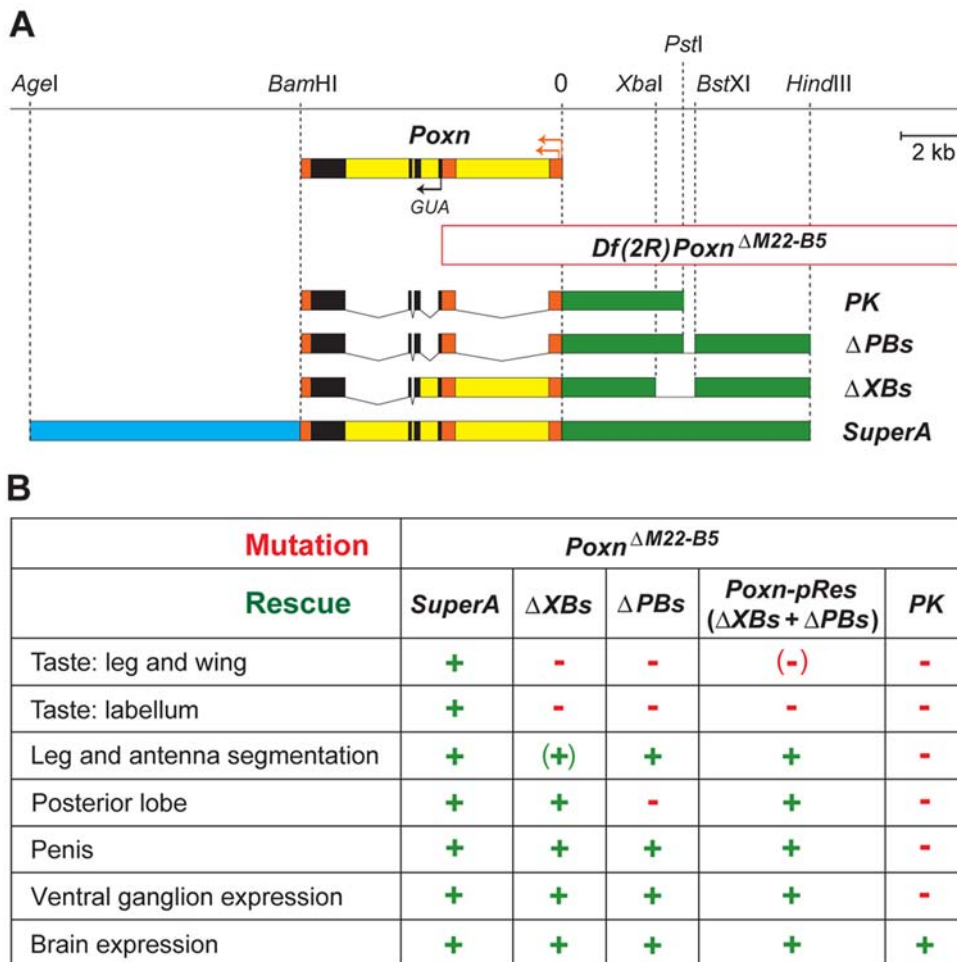 A
PstI
AgeI BamHI 0 XbaI BstXI HindIII
Poxn
2 kb
GUA
Df(2R)Poxn ΔM22-B5
PK
ΔPBs
ΔXBs
SuperA
B
Mutation Poxn ΔM22-B5
Rescue SuperA ΔXBs ΔPBs Poxn-pRes (ΔXBs + ΔPBs) PK
Taste: leg and wing + - - (-) -
Taste: labellum + - - - -
Leg and antenna segmentation + (+) + + -
Posterior lobe + + - + -
Penis + + + + -
Ventral ganglion expression + + + + -
Brain expression + + + + +